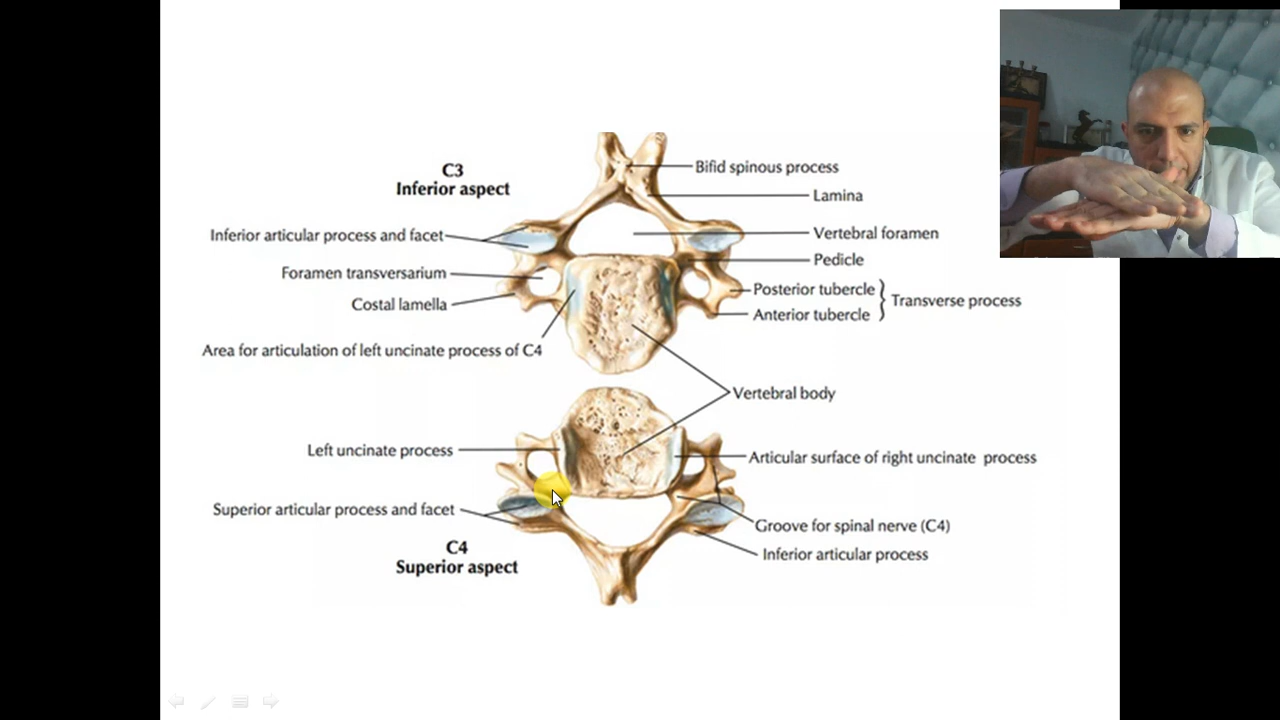 C3
Inferior aspect
Bifid spinous process
Lamina
Inferior articular process and facet
Vertebral foramen
Pedicle
Foramen transversarium
Posterior tubercle
Transverse process
Costal lamella
Anterior tubercle
Area for articulation of left uncinate process of C4
Vertebral body
Left uncinate process
Articular surface of right uncinate process
Superior articular process and facet
Groove for spinal nerve (C4)
C4
Superior aspect
Inferior articular process